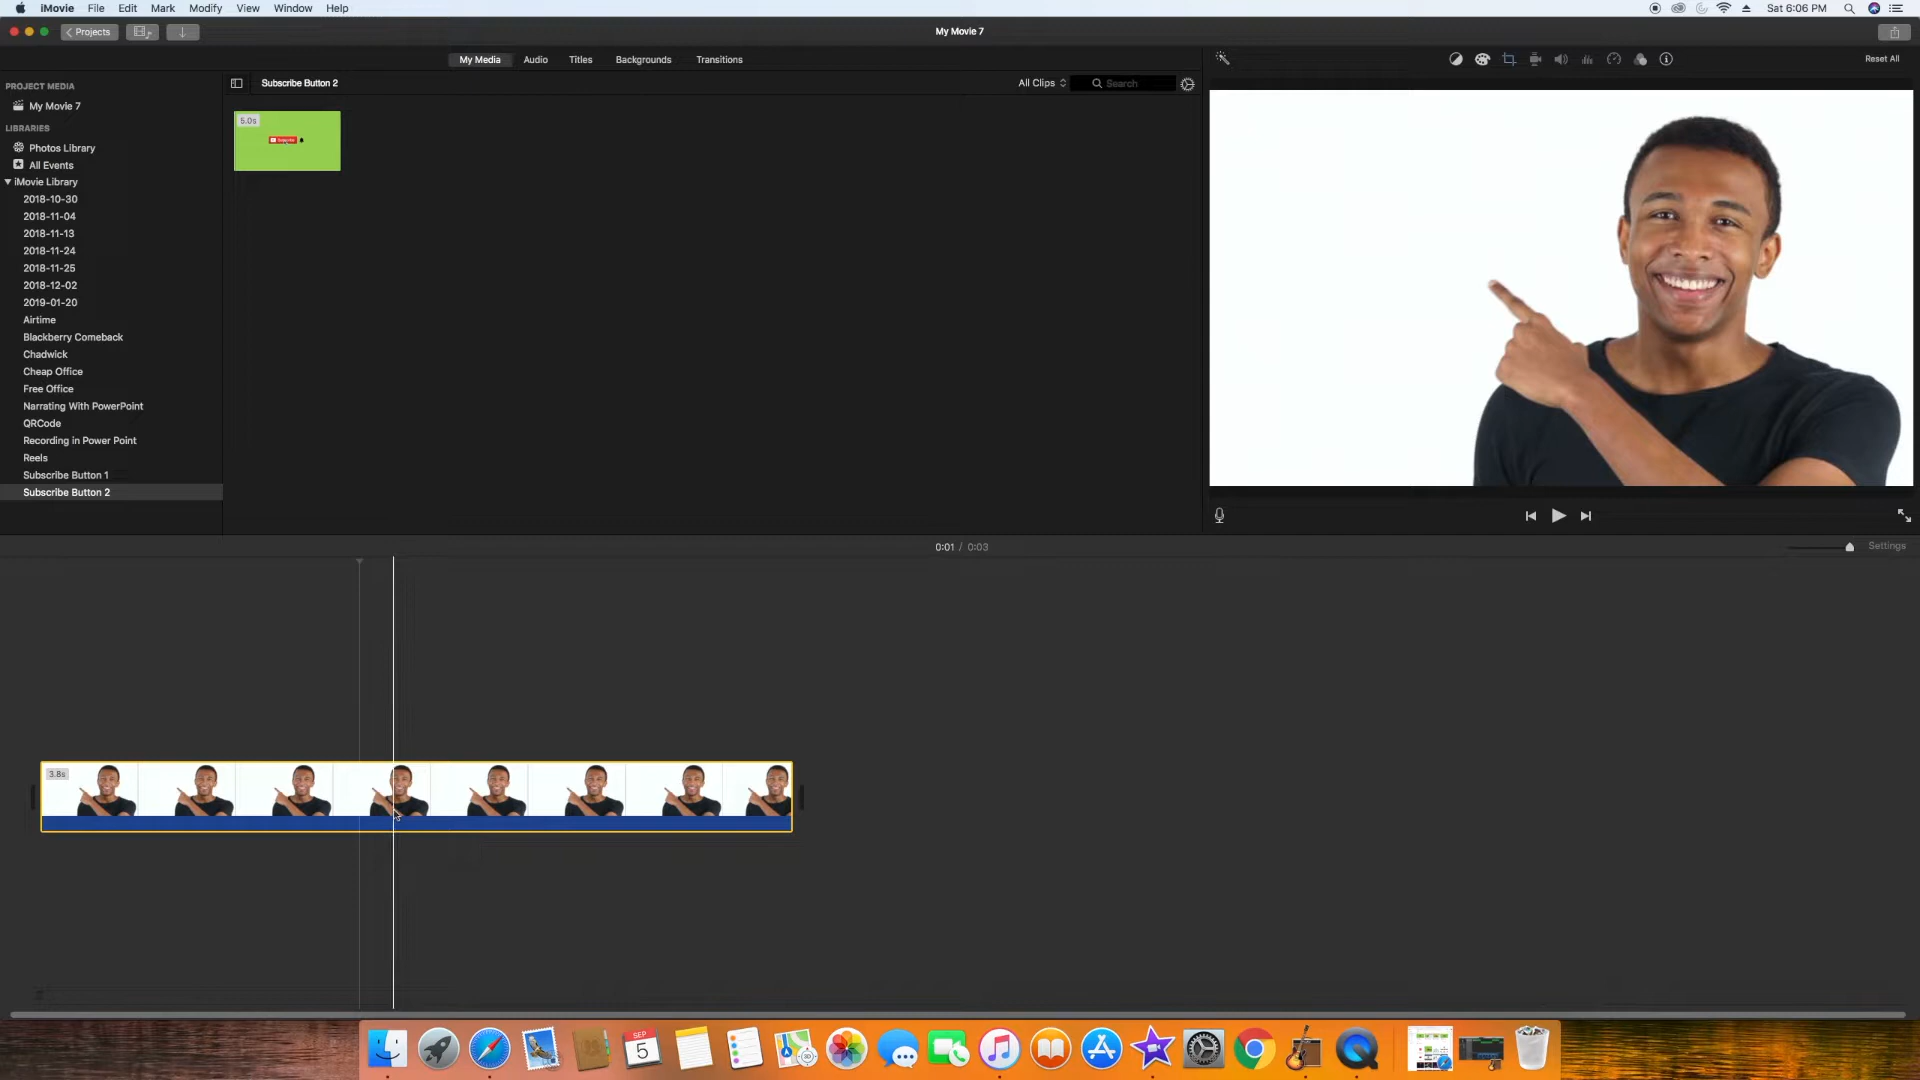 iMovie File Edit Mark Modify View Window Help
Sat 6:06 PM
Projects
My Movie 7
My Media Audio Titles Backgrounds Transitions
Reset All
PROJECT MEDIA
My Movie 7
LIBRARIES
Photos Library
All Events
iMovie Library
2018-10-30
2018-11-04
2018-11-13
2018-11-24
2018-11-25
2018-12-02
2019-01-20
Airtime
Blackberry Comeback
Chadwick
Cheap Office
Free Office
Narrating With PowerPoint
QRCode
Recording in Power Point
Reels
Subscribe Button 1
Subscribe Button 2
Subscribe Button 2
All Clips
Search
5.0s
Subscribe
0:01 / 0:03
Settings
3.8s
SEP
5
3D